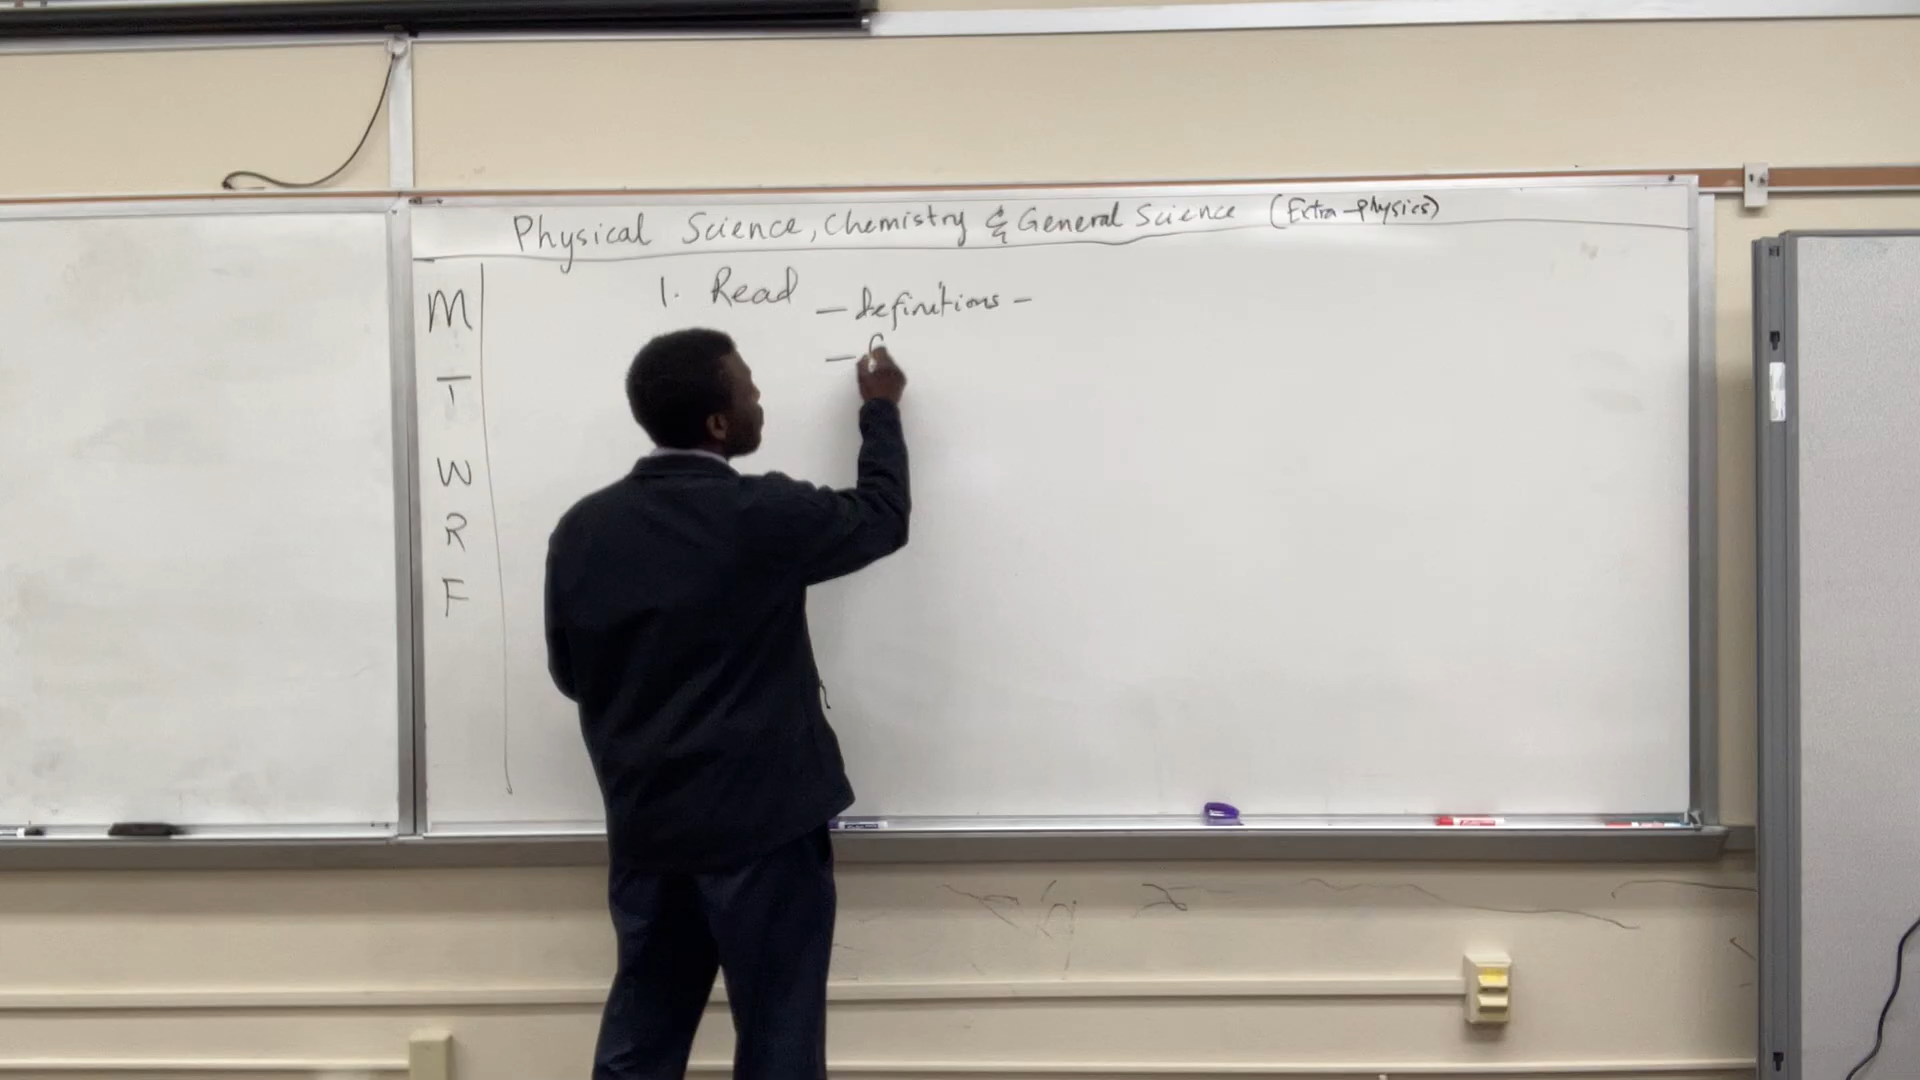 Physical Science, Chemistry & General Science (Extra-physics)
1. Read
- definitions -
-
M
T
W
R
F